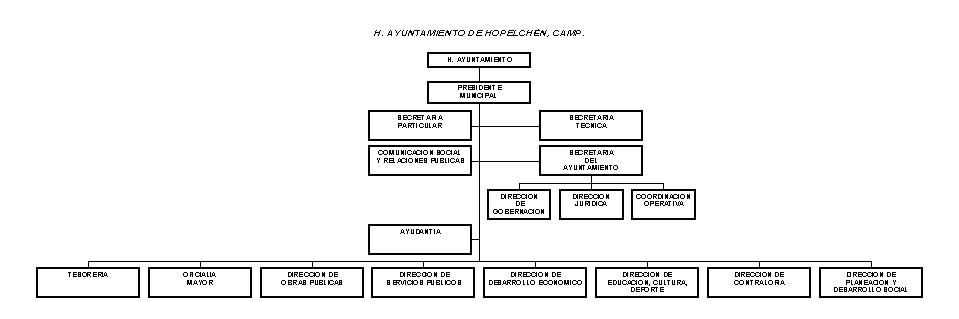 H. AYUNTAMIENTO DE HOPELCHÉN, CAMP.
H. AYUNTAMIENTO
PRESIDENTE
MUNICIPAL
SECRETARIA
PARTICULAR
SECRETARIA
TECNICA
COMUNICACION SOCIAL
Y RELACIONES PUBLICAS
SECRETARIA
DEL
AYUNTAMIENTO
DIRECCION
DE
GOBERNACION
DIRECCION
JURIDICA
COORDINACION
OPERATIVA
AYUDANTIA
TESORERIA
OFICIALIA
MAYOR
DIRECCION DE
OBRAS PUBLICAS
DIRECCION DE
SERVICIOS PUBLICOS
DIRECCION DE
DESARROLLO ECONOMICO
DIRECCION DE
EDUCACION, CULTURA,
DEPORTE
DIRECCION DE
CONTRALORIA
DIRECCION DE
PLANEACION Y
DESARROLLO SOCIAL